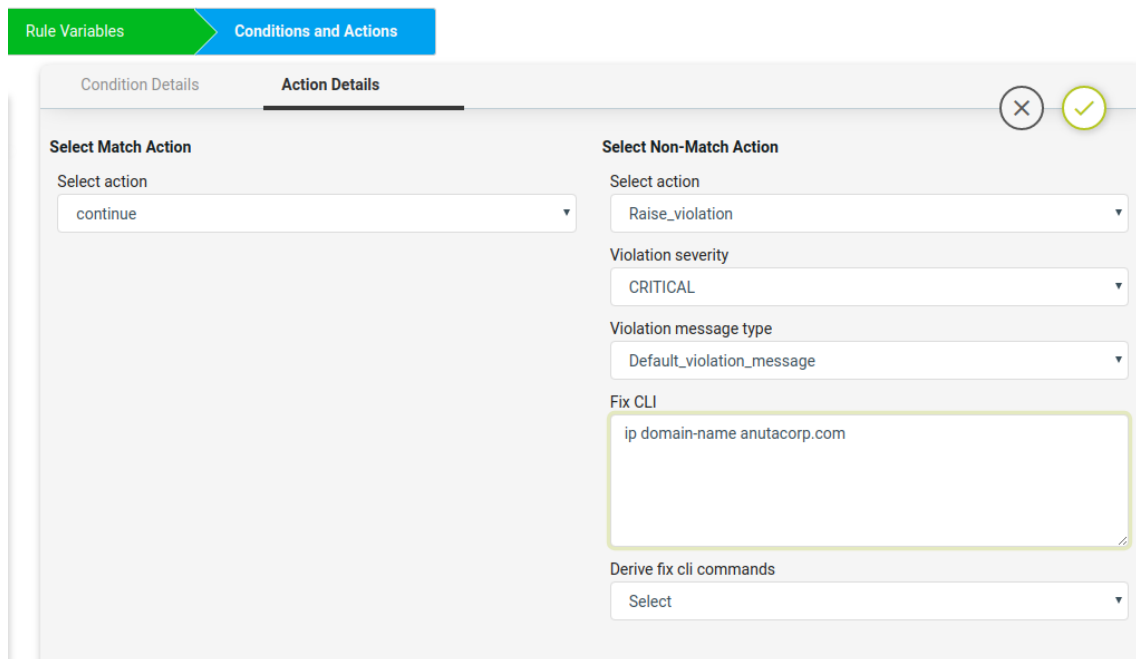 Rule Variables
Conditions and Actions
Condition Details
Action Details
Select Match Action
Select action
continue
Select Non-Match Action
Select action
Raise_violation
Violation severity
CRITICAL
Violation message type
Default_violation_message
Fix CLI
ip domain-name anutacorp.com
Derive fix cli commands
Select